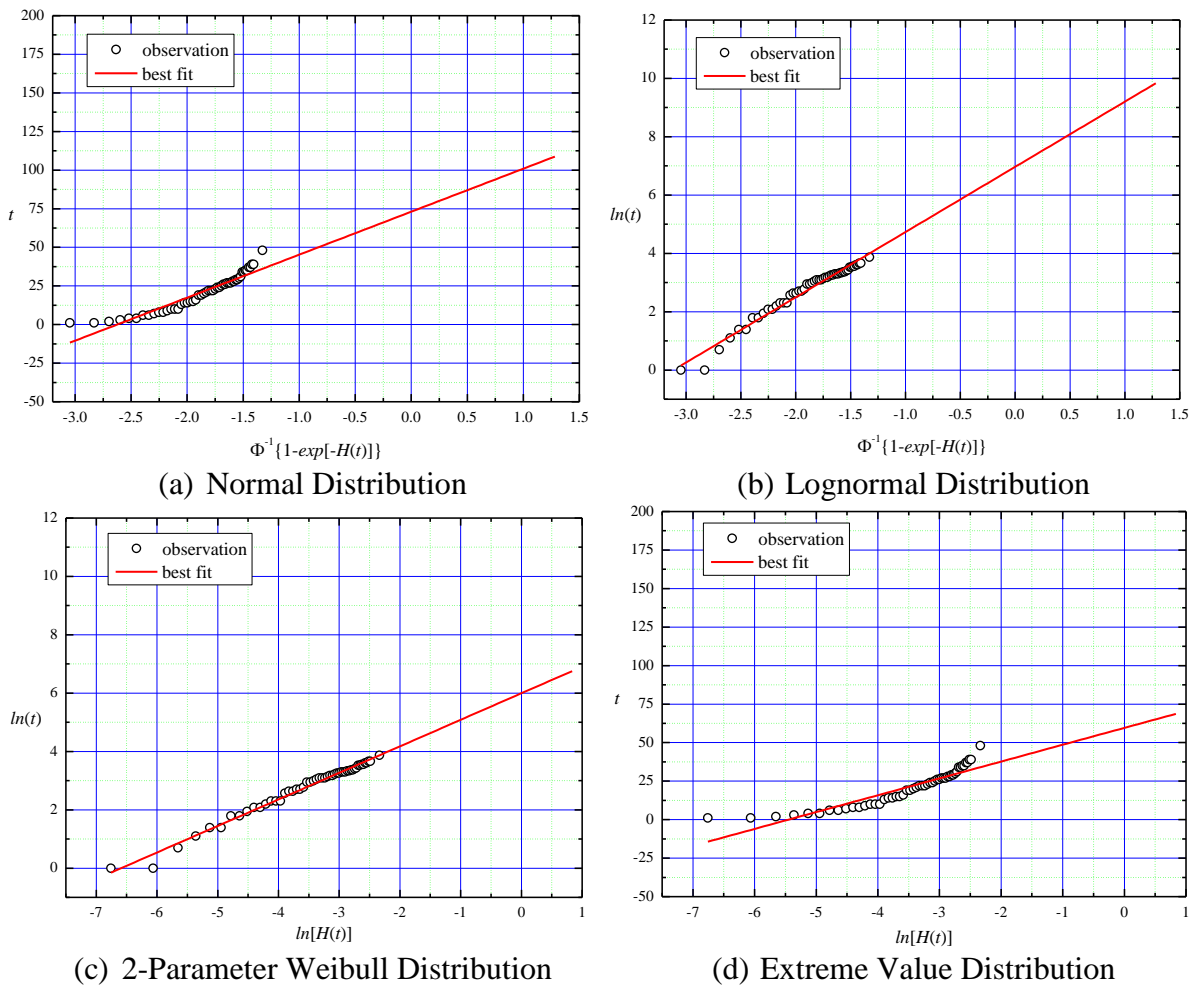 200
175
150
125
100
75
50
25
0
-25
-50
t
observation
best fit
-3.0 -2.5 -2.0 -1.5 -1.0 -0.5 0.0 0.5 1.0 1.5
Φ⁻¹{1-exp[-H(t)]}
(a) Normal Distribution
12
10
8
6
4
2
0
ln(t)
observation
best fit
-3.0 -2.5 -2.0 -1.5 -1.0 -0.5 0.0 0.5 1.0 1.5
Φ⁻¹{1-exp[-H(t)]}
(b) Lognormal Distribution
12
10
8
6
4
2
0
ln(t)
observation
best fit
-7 -6 -5 -4 -3 -2 -1 0 1
ln[H(t)]
(c) 2-Parameter Weibull Distribution
200
175
150
125
100
75
50
25
0
-25
-50
t
observation
best fit
-7 -6 -5 -4 -3 -2 -1 0 1
ln[H(t)]
(d) Extreme Value Distribution